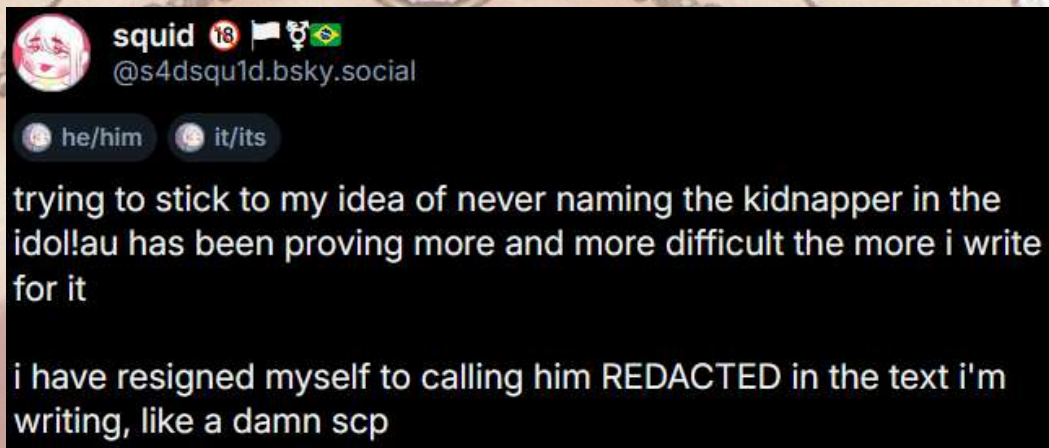 squid 🔞 🏳 ⚧ 🇧🇷
@s4dsqu1d.bsky.social
he/him it/its
trying to stick to my idea of never naming the kidnapper in the
idol!au has been proving more and more difficult the more i write
for it
i have resigned myself to calling him REDACTED in the text i'm
writing, like a damn scp